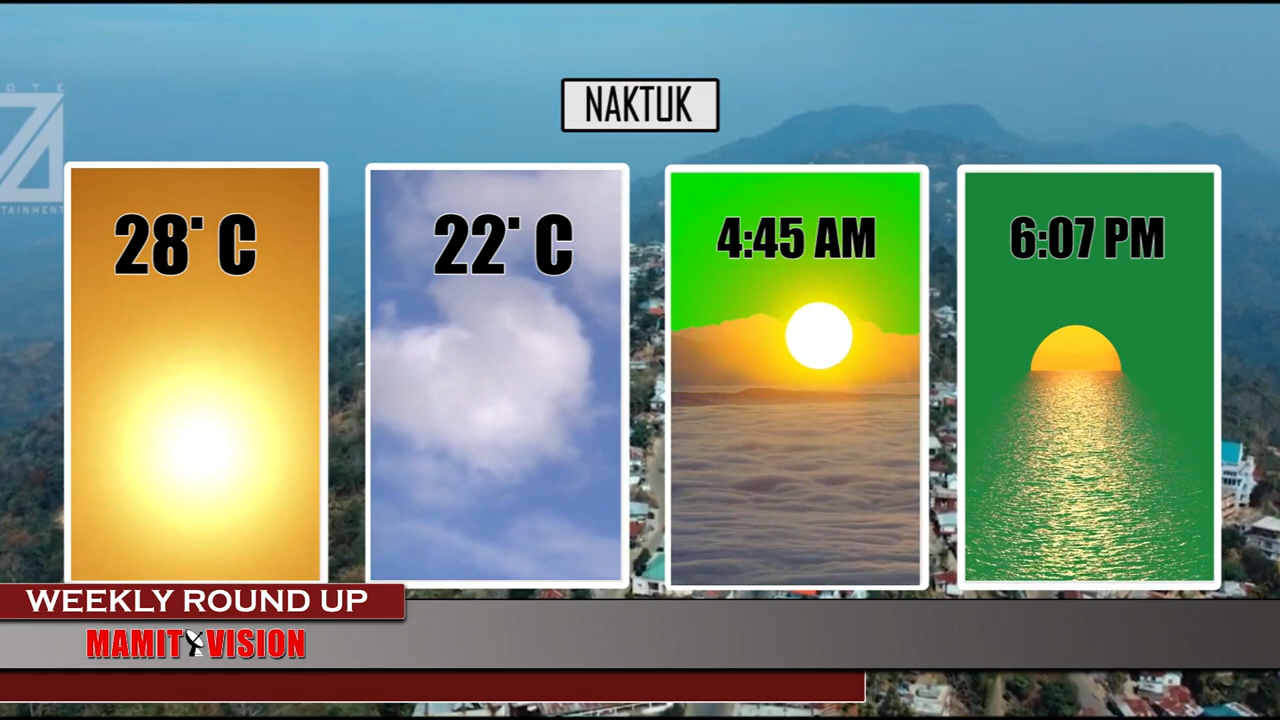 NAKTUK
28° C
22° C
4:45 AM
6:07 PM
WEEKLY ROUND UP
MAMIT VISION